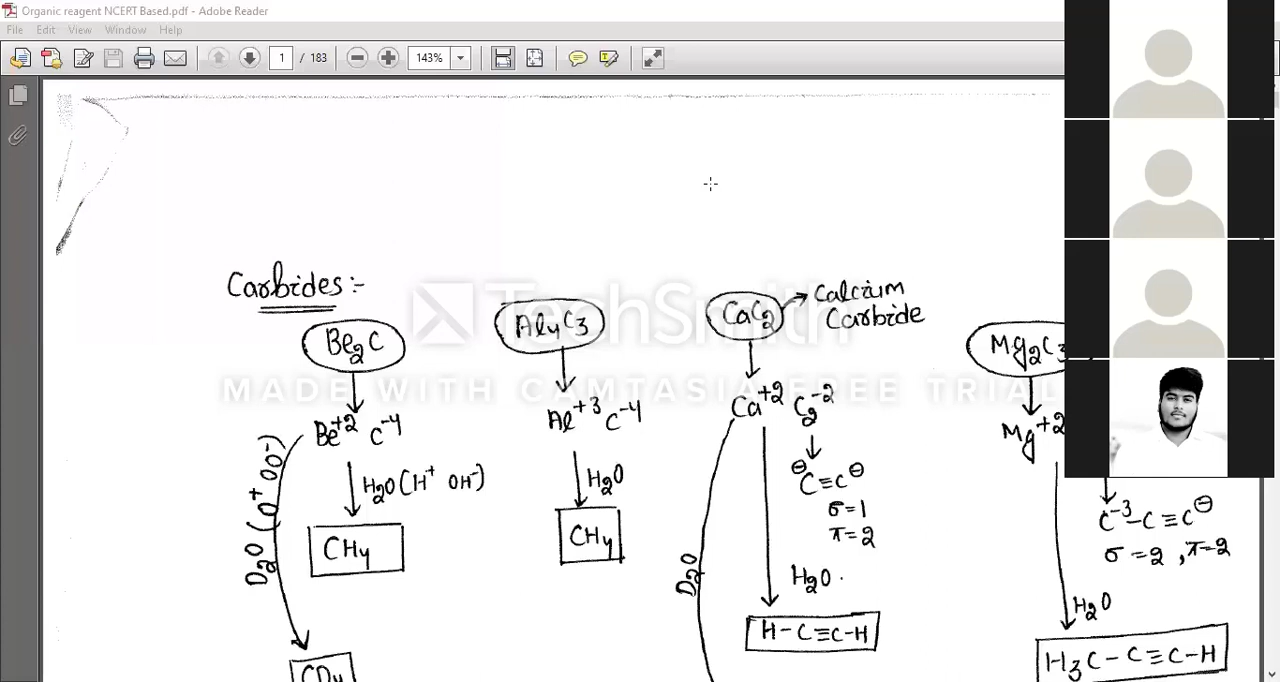 Organic reagent NCERT Based.pdf - Adobe Reader
File Edit View Window Help
1 / 183 143%
Carbides :-
Be2C
Al4C3
CaC2
Calcium
Carbide
Mg2C3
TechSmith
MADE WITH CAMTASIA FREE TRIAL
Be+2 C-4
Al+3 C-4
Ca+2 C2-2
Mg+2
H2O (H+ OH-)
D2O (D+ OD-)
H2O
⊖C≡C⊖
σ=1
π=2
C-3-C≡C⊖
σ=2, π=2
CH4
CH4
D2O
H2O
H2O
H-C≡C-H
H3C-C≡C-H
CD4